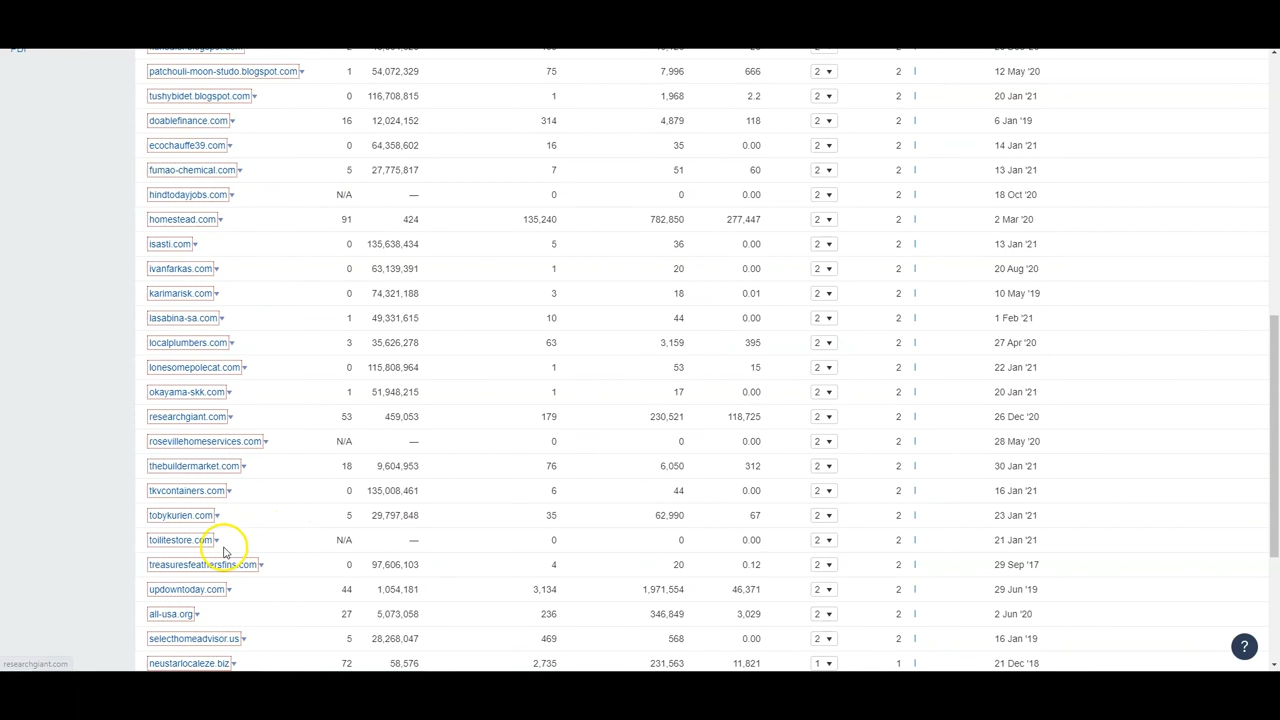 patchouli-moon-studo.blogspot.com 1 54,072,329 75 7,996 666 2 2 12 May '20
tushybidet.blogspot.com 0 116,708,815 1 1,968 2.2 2 2 20 Jan '21
doablefinance.com 16 12,024,152 314 4,879 118 2 2 6 Jan '19
ecochauffe39.com 0 64,358,602 16 35 0.00 2 2 14 Jan '21
fumao-chemical.com 5 27,775,817 7 51 60 2 2 13 Jan '21
hindtodayjobs.com N/A — 0 0 0.00 2 2 18 Oct '20
homestead.com 91 424 135,240 782,850 277,447 2 2 2 Mar '20
isasti.com 0 135,638,434 5 36 0.00 2 2 13 Jan '21
ivanfarkas.com 0 63,139,391 1 20 0.00 2 2 20 Aug '20
karimarisk.com 0 74,321,188 3 18 0.01 2 2 10 May '19
lasabina-sa.com 1 49,331,615 10 44 0.00 2 2 1 Feb '21
localplumbers.com 3 35,626,278 63 3,159 395 2 2 27 Apr '20
lonesomepolecat.com 0 115,808,964 1 53 15 2 2 22 Jan '21
okayama-skk.com 1 51,948,215 1 17 0.00 2 2 20 Jan '21
researchgiant.com 53 459,053 179 230,521 118,725 2 2 26 Dec '20
rosevillehomeservices.com N/A — 0 0 0.00 2 2 28 May '20
thebuildermarket.com 18 9,604,953 76 6,050 312 2 2 30 Jan '21
tkvcontainers.com 0 135,008,461 6 44 0.00 2 2 16 Jan '21
tobykurien.com 5 29,797,848 35 62,990 67 2 2 23 Jan '21
toilitestore.com N/A — 0 0 0.00 2 2 21 Jan '21
treasuresfeathersfins.com 0 97,606,103 4 20 0.12 2 2 29 Sep '17
updowntoday.com 44 1,054,181 3,134 1,971,554 46,371 2 2 29 Jun '19
all-usa.org 27 5,073,058 236 346,849 3,029 2 2 2 Jun '20
selecthomeadvisor.us 5 28,268,047 469 568 0.00 2 2 16 Jan '19
neustarlocaleze.biz 72 58,576 2,735 231,563 11,821 1 1 21 Dec '18
researchgiant.com
?